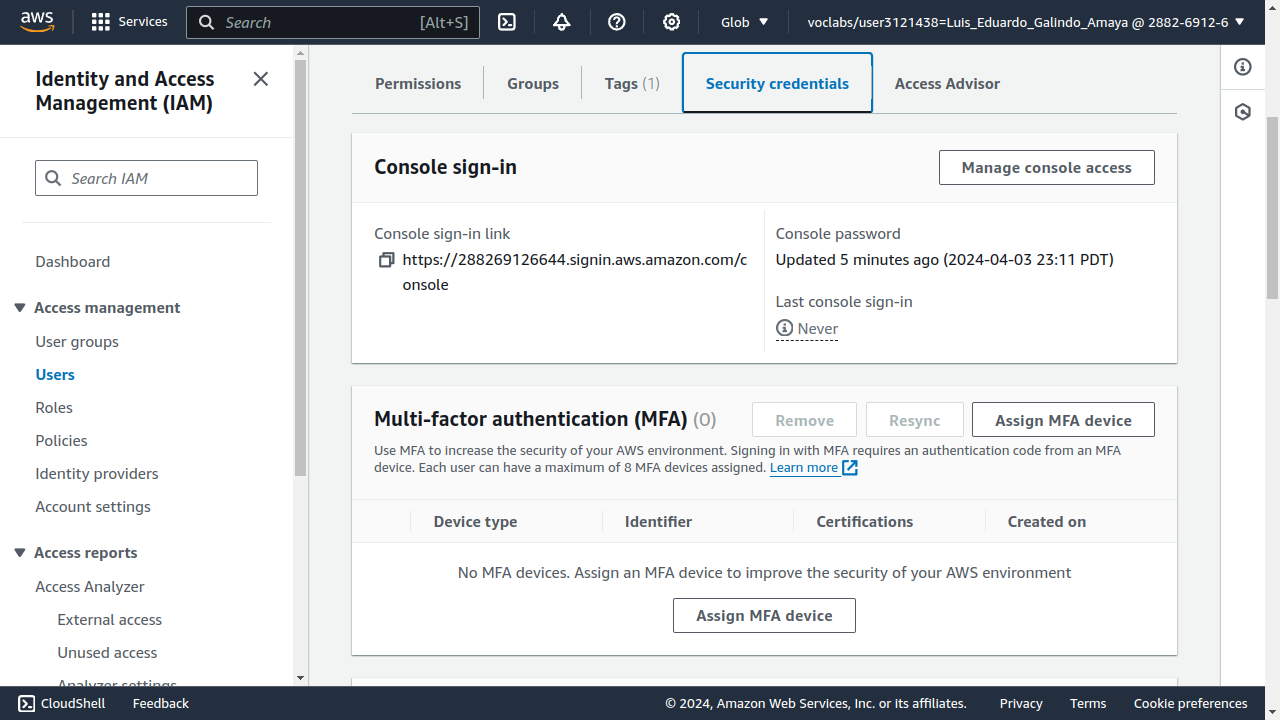 aws
Services
Search
[Alt+S]
Glob
voclabs/user3121438=Luis_Eduardo_Galindo_Amaya @ 2882-6912-6
Identity and Access
Management (IAM)
Search IAM
Dashboard
Access management
User groups
Users
Roles
Policies
Identity providers
Account settings
Access reports
Access Analyzer
External access
Unused access
Analyzer settings
Permissions
Groups
Tags (1)
Security credentials
Access Advisor
Console sign-in
Manage console access
Console sign-in link
https://288269126644.signin.aws.amazon.com/c
onsole
Console password
Updated 5 minutes ago (2024-04-03 23:11 PDT)
Last console sign-in
Never
Multi-factor authentication (MFA) (0)
Remove
Resync
Assign MFA device
Use MFA to increase the security of your AWS environment. Signing in with MFA requires an authentication code from an MFA
device. Each user can have a maximum of 8 MFA devices assigned. Learn more
Device type
Identifier
Certifications
Created on
No MFA devices. Assign an MFA device to improve the security of your AWS environment
Assign MFA device
CloudShell
Feedback
© 2024, Amazon Web Services, Inc. or its affiliates.
Privacy
Terms
Cookie preferences